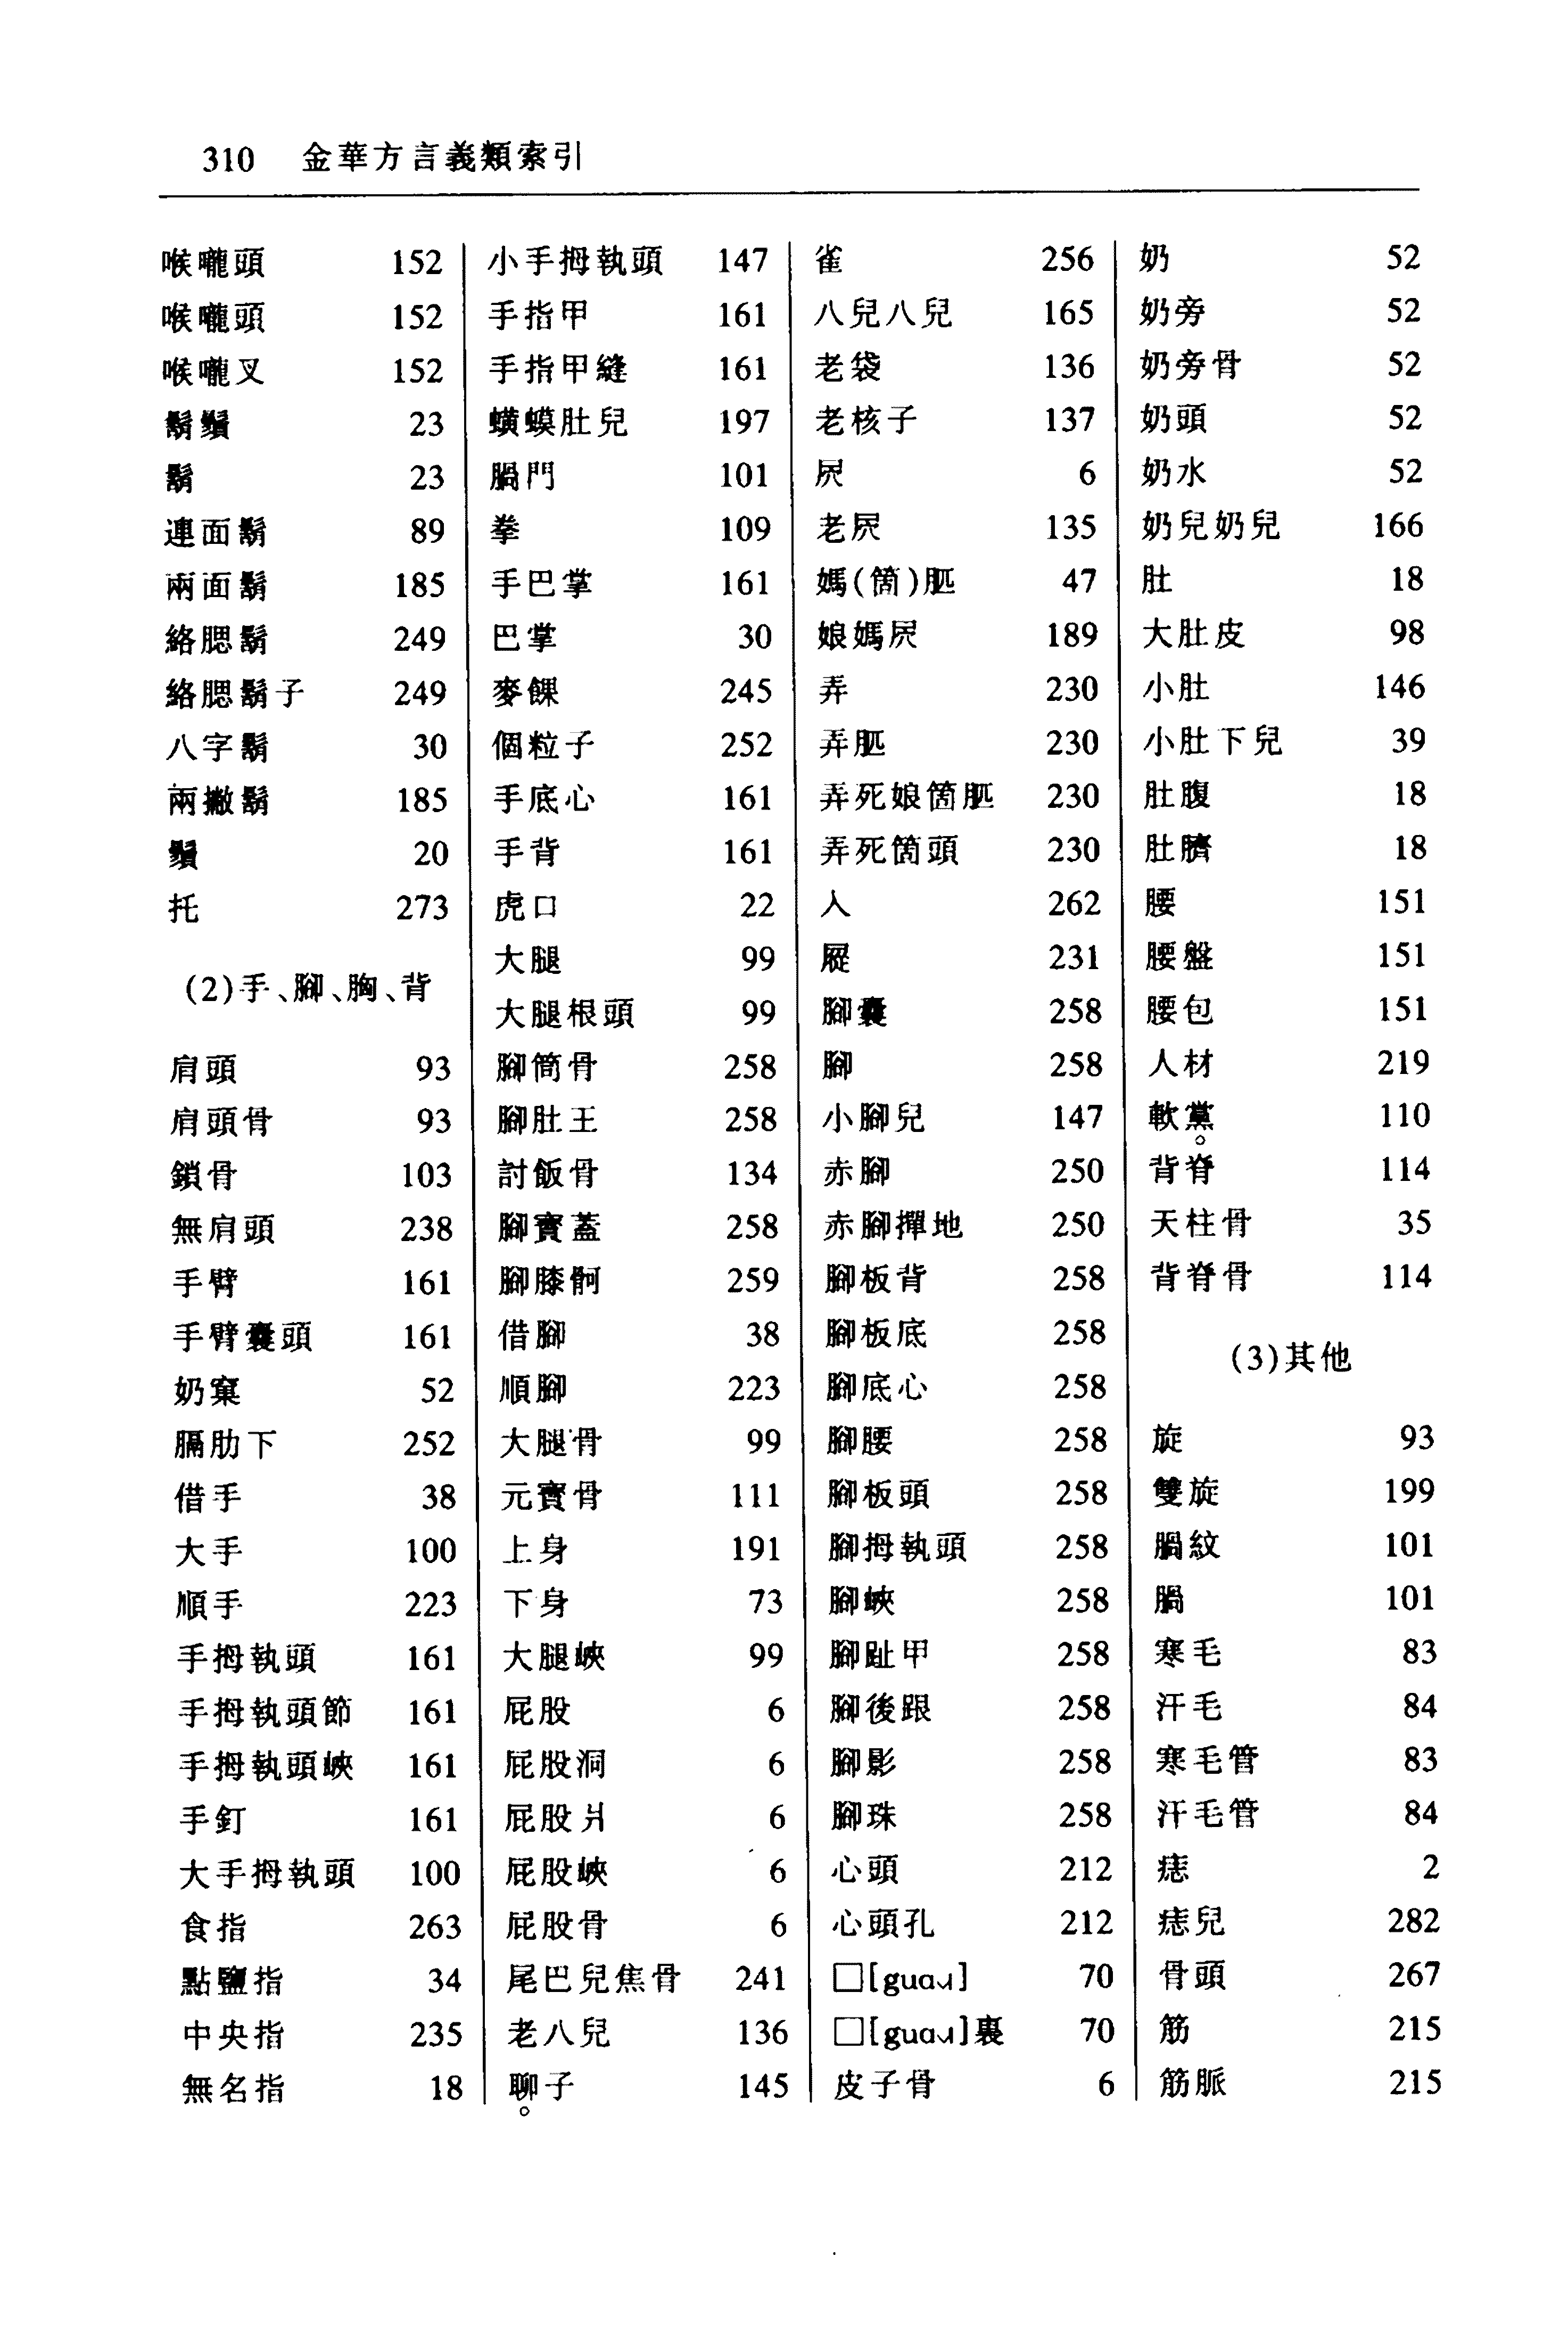 310 金華方言義類索引
喉嚨頭 152
喉嚨頭 152
喉嚨叉 152
鬍鬚 23
鬍 23
連面鬍 89
兩面鬍 185
絡腮鬍 249
絡腮鬍子 249
八字鬍 30
兩撇鬍 185
鬚 20
托 273
(2)手、腳、胸、背
肩頭 93
肩頭骨 93
鎖骨 103
無肩頭 238
手臂 161
手臂囊頭 161
奶窠 52
膈肋下 252
借手 38
大手 100
順手 223
手拇執頭 161
手拇執頭節 161
手拇執頭峽 161
手釘 161
大手拇執頭 100
食指 263
點鹽指 34
中央指 235
無名指 18
小手拇執頭 147
手指甲 161
手指甲縫 161
蟥蟆肚兒 197
腡門 101
拳 109
手巴掌 161
巴掌 30
麥餜 245
個粒子 252
手底心 161
手背 161
虎口 22
大腿 99
大腿根頭 99
腳筒骨 258
腳肚王 258
討飯骨 134
腳寶蓋 258
腳膝骻 259
借腳 38
順腳 223
大腿骨 99
元寶骨 111
上身 191
下身 73
大腿峽 99
屁股 6
屁股洞 6
屁股爿 6
屁股峽 6
屁股骨 6
尾巴兒焦骨 241
老八兒 136
聊子 145
雀 256
八兒八兒 165
老袋 136
老核子 137
㞗 6
老㞗 135
媽(箇)𦙶 47
娘媽㞗 189
弄 230
弄𦙶 230
弄死娘箇𦙶 230
弄死箇頭 230
入 262
㞞 231
腳囊 258
腳 258
小腳兒 147
赤腳 250
赤腳撣地 250
腳板背 258
腳板底 258
腳底心 258
腳腰 258
腳板頭 258
腳拇執頭 258
腳峽 258
腳趾甲 258
腳後跟 258
腳影 258
腳珠 258
心頭 212
心頭孔 212
□[guɑ] 70
□[guɑ]裏 70
皮子骨 6
奶 52
奶旁 52
奶旁骨 52
奶頭 52
奶水 52
奶兒奶兒 166
肚 18
大肚皮 98
小肚 146
小肚下兒 39
肚腹 18
肚臍 18
腰 151
腰盤 151
腰包 151
人材 219
軟黨 110
背脊 114
天柱骨 35
背脊骨 114
(3)其他
旋 93
雙旋 199
腡紋 101
腡 101
寒毛 83
汗毛 84
寒毛管 83
汗毛管 84
痣 2
痣兒 282
骨頭 267
筋 215
筋脈 215